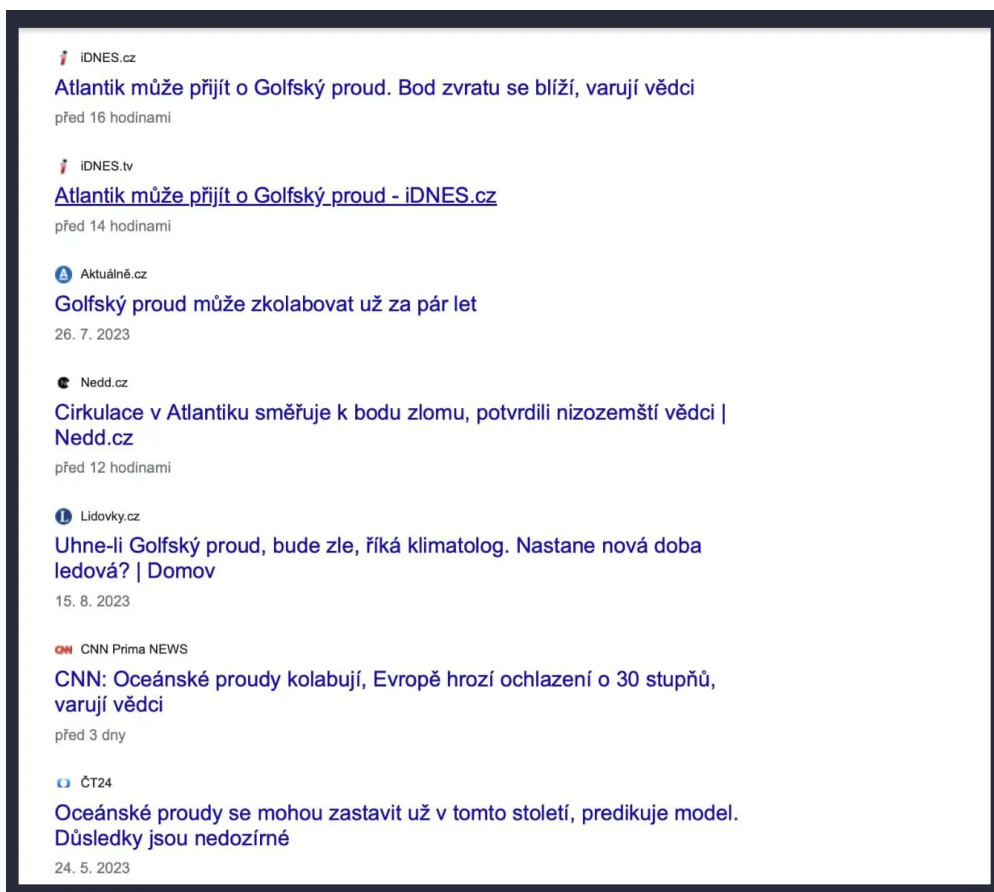 iDNES.cz
Atlantik může přijít o Golfský proud. Bod zvratu se blíží, varují vědci
před 16 hodinami
iDNES.tv
Atlantik může přijít o Golfský proud - iDNES.cz
před 14 hodinami
Aktuálně.cz
Golfský proud může zkolabovat už za pár let
26. 7. 2023
Nedd.cz
Cirkulace v Atlantiku směřuje k bodu zlomu, potvrdili nizozemští vědci |
Nedd.cz
před 12 hodinami
Lidovky.cz
Uhne-li Golfský proud, bude zle, říká klimatolog. Nastane nová doba
ledová? | Domov
15. 8. 2023
CNN Prima NEWS
CNN: Oceánské proudy kolabují, Evropě hrozí ochlazení o 30 stupňů,
varují vědci
před 3 dny
ČT24
Oceánské proudy se mohou zastavit už v tomto století, predikuje model.
Důsledky jsou nedozírné
24. 5. 2023